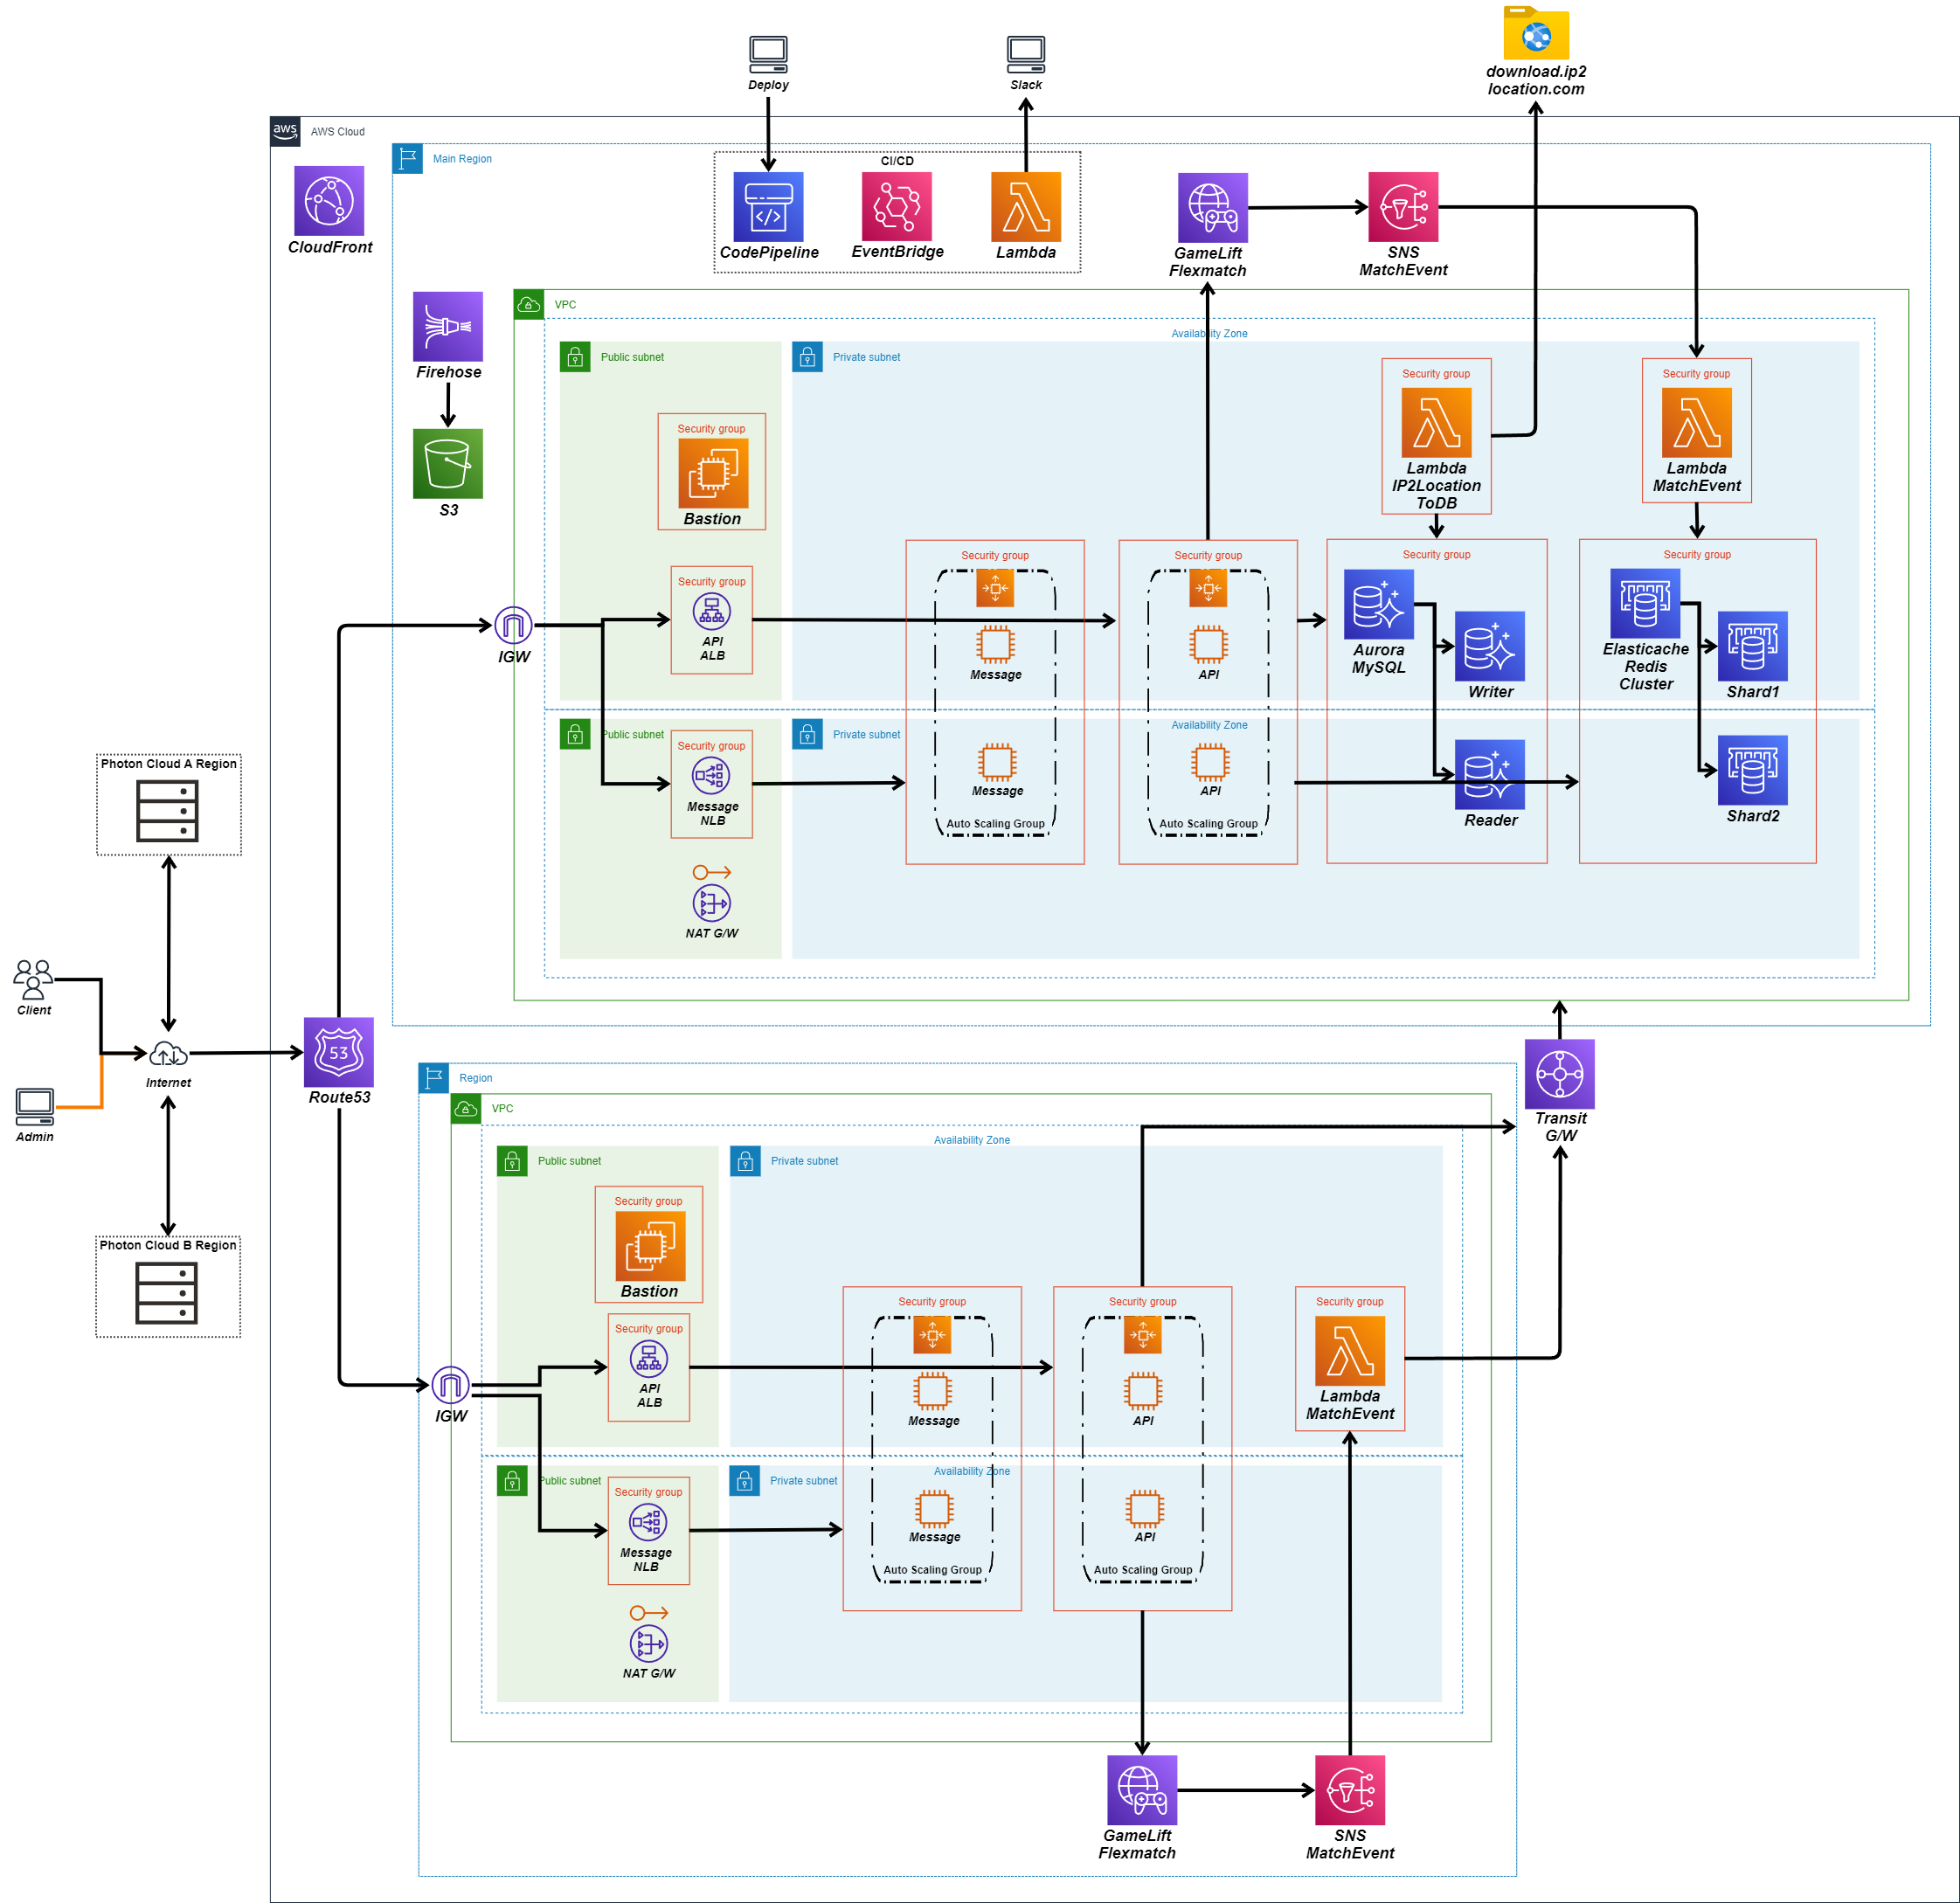 download.ip2
location.com
Deploy
Slack
aws
AWS Cloud
Main Region
CI/CD
CloudFront
CodePipeline
EventBridge
Lambda
GameLift
Flexmatch
SNS
MatchEvent
VPC
Availability Zone
Firehose
Public subnet
Private subnet
Security group
Lambda
IP2Location
ToDB
Security group
Lambda
MatchEvent
Security group
Bastion
S3
Security group
API
ALB
Security group
Message
Security group
API
Security group
Aurora
MySQL
Writer
Security group
Elasticache
Redis
Cluster
Shard1
IGW
Public subnet
Private subnet
Availability Zone
Security group
Message
NLB
Message
Auto Scaling Group
API
Auto Scaling Group
Reader
Shard2
NAT G/W
Photon Cloud A Region
Client
Internet
Admin
53
Route53
Photon Cloud B Region
Transit
G/W
Region
VPC
Availability Zone
Public subnet
Private subnet
Security group
Bastion
Security group
API
ALB
Security group
Message
Security group
API
Security group
Lambda
MatchEvent
IGW
Public subnet
Private subnet
Availability Zone
Security group
Message
NLB
Message
Auto Scaling Group
API
Auto Scaling Group
NAT G/W
GameLift
Flexmatch
SNS
MatchEvent